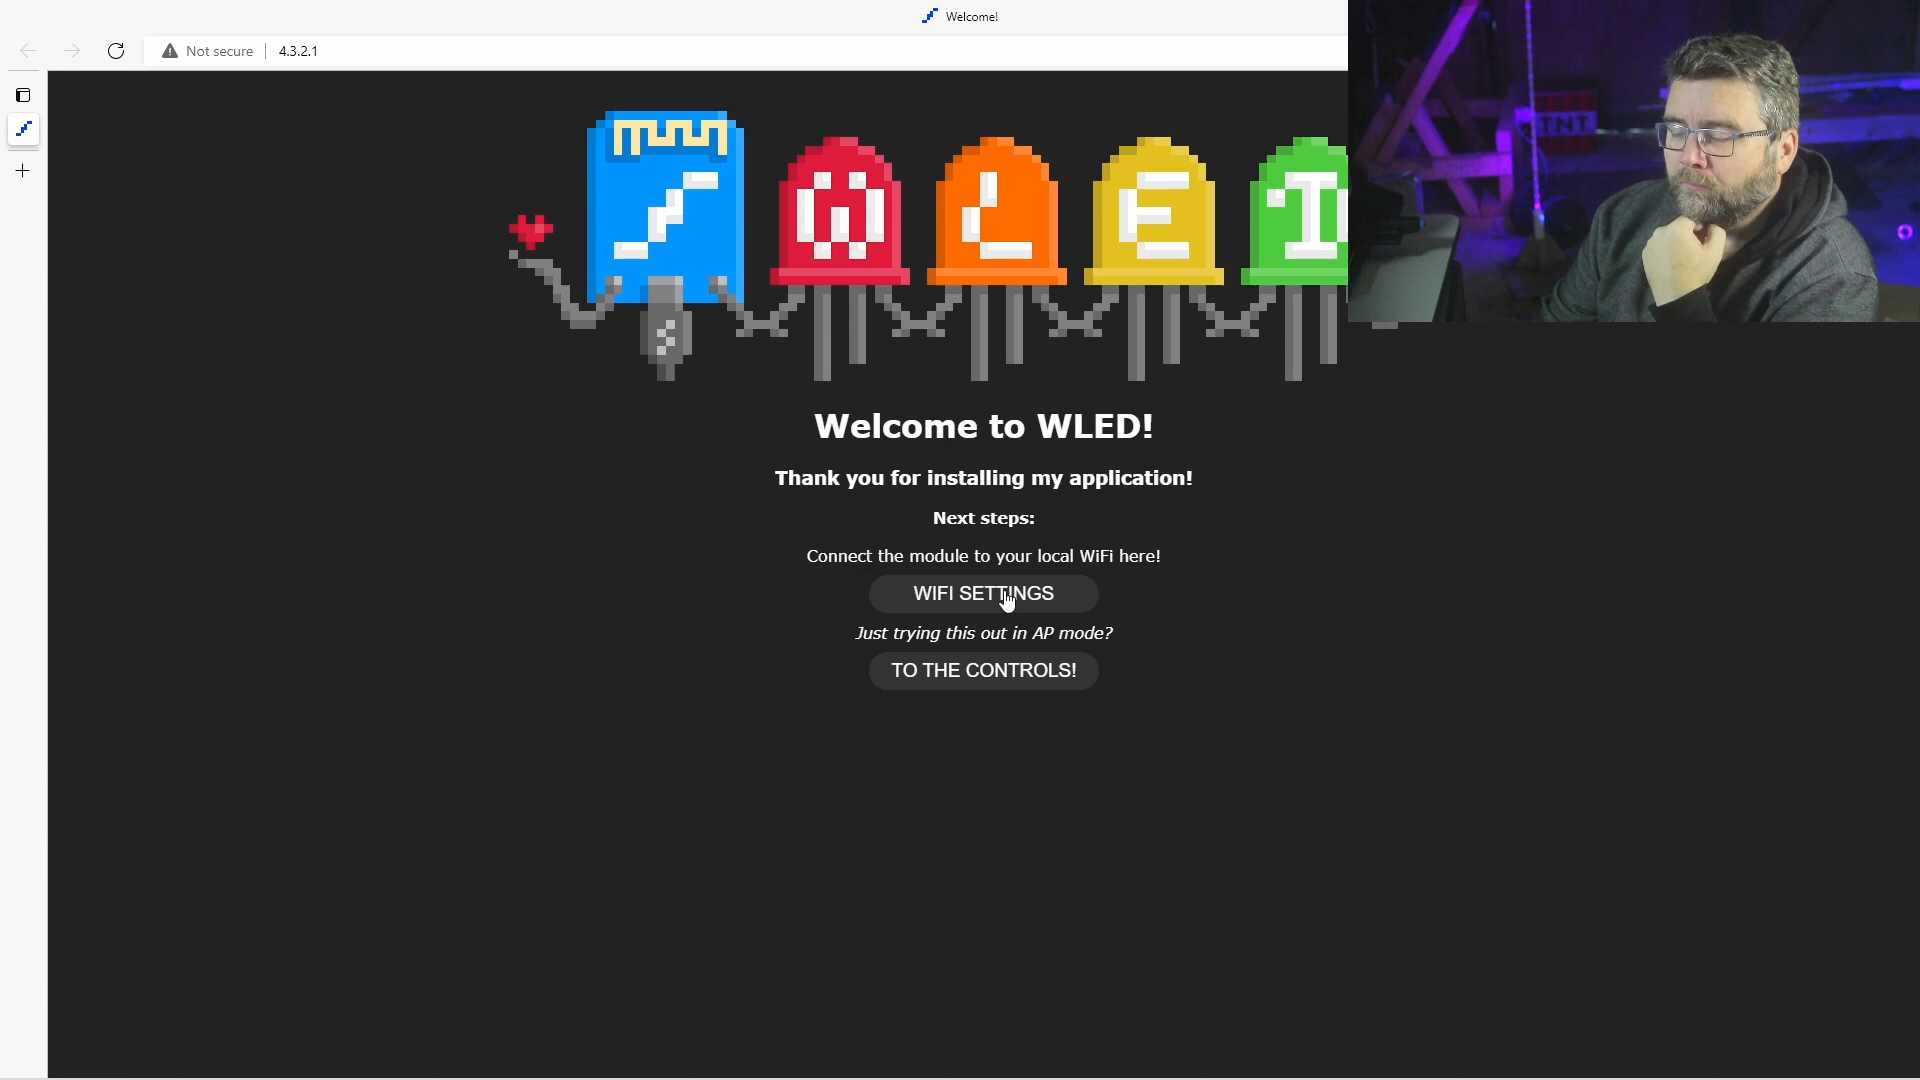 Welcome!
Not secure
4.3.2.1
WLED
TNT
Welcome to WLED!
Thank you for installing my application!
Next steps:
Connect the module to your local WiFi here!
WIFI SETTINGS
Just trying this out in AP mode?
TO THE CONTROLS!